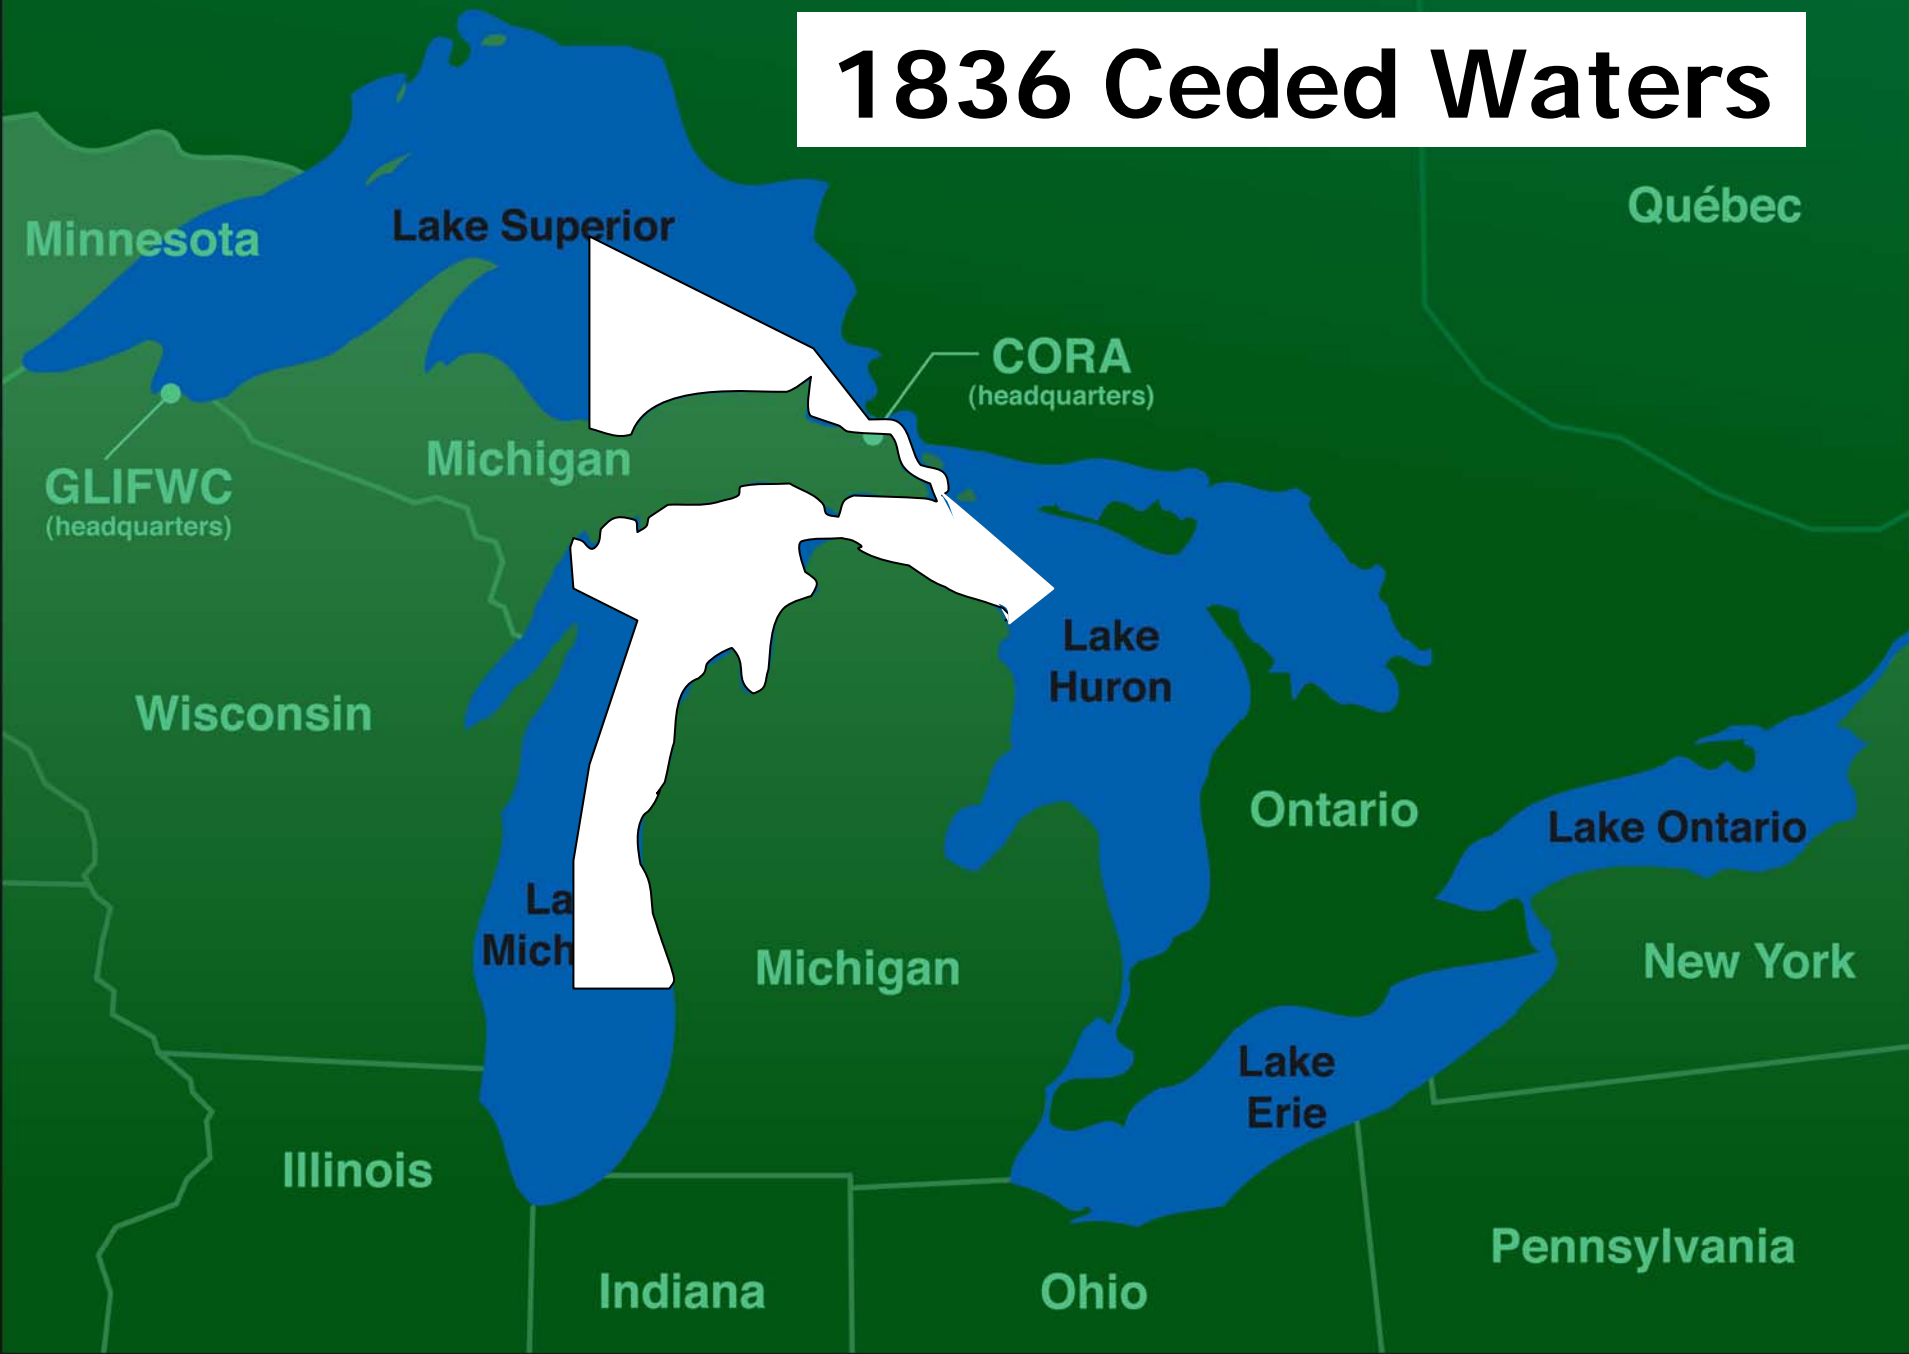 1836 Ceded Waters
Québec
Lake Superior
Minnesota
CORA
(headquarters)
Michigan
GLIFWC
(headquarters)
Lake
Huron
Wisconsin
Ontario
Lake Ontario
La
Mich
Michigan
New York
Lake
Erie
Illinois
Pennsylvania
Indiana
Ohio